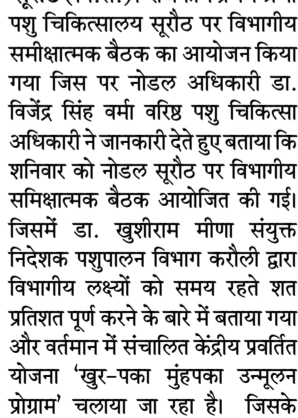 पशु चिकित्सालय सूरौठ पर विभागीय
समीक्षात्मक बैठक का आयोजन किया
गया जिस पर नोडल अधिकारी डा.
विजेंद्र सिंह वर्मा वरिष्ठ पशु चिकित्सा
अधिकारी ने जानकारी देते हुए बताया कि
शनिवार को नोडल सूरौठ पर विभागीय
समिक्षात्मक बैठक आयोजित की गई।
जिसमें डा. खुशीराम मीणा संयुक्त
निदेशक पशुपालन विभाग करौली द्वारा
विभागीय लक्ष्यों को समय रहते शत
प्रतिशत पूर्ण करने के बारे में बताया गया
और वर्तमान में संचालित केंद्रीय प्रवर्तित
योजना ‘खुर-पका मुंहपका उन्मूलन
प्रोग्राम’ चलाया जा रहा है। जिसके